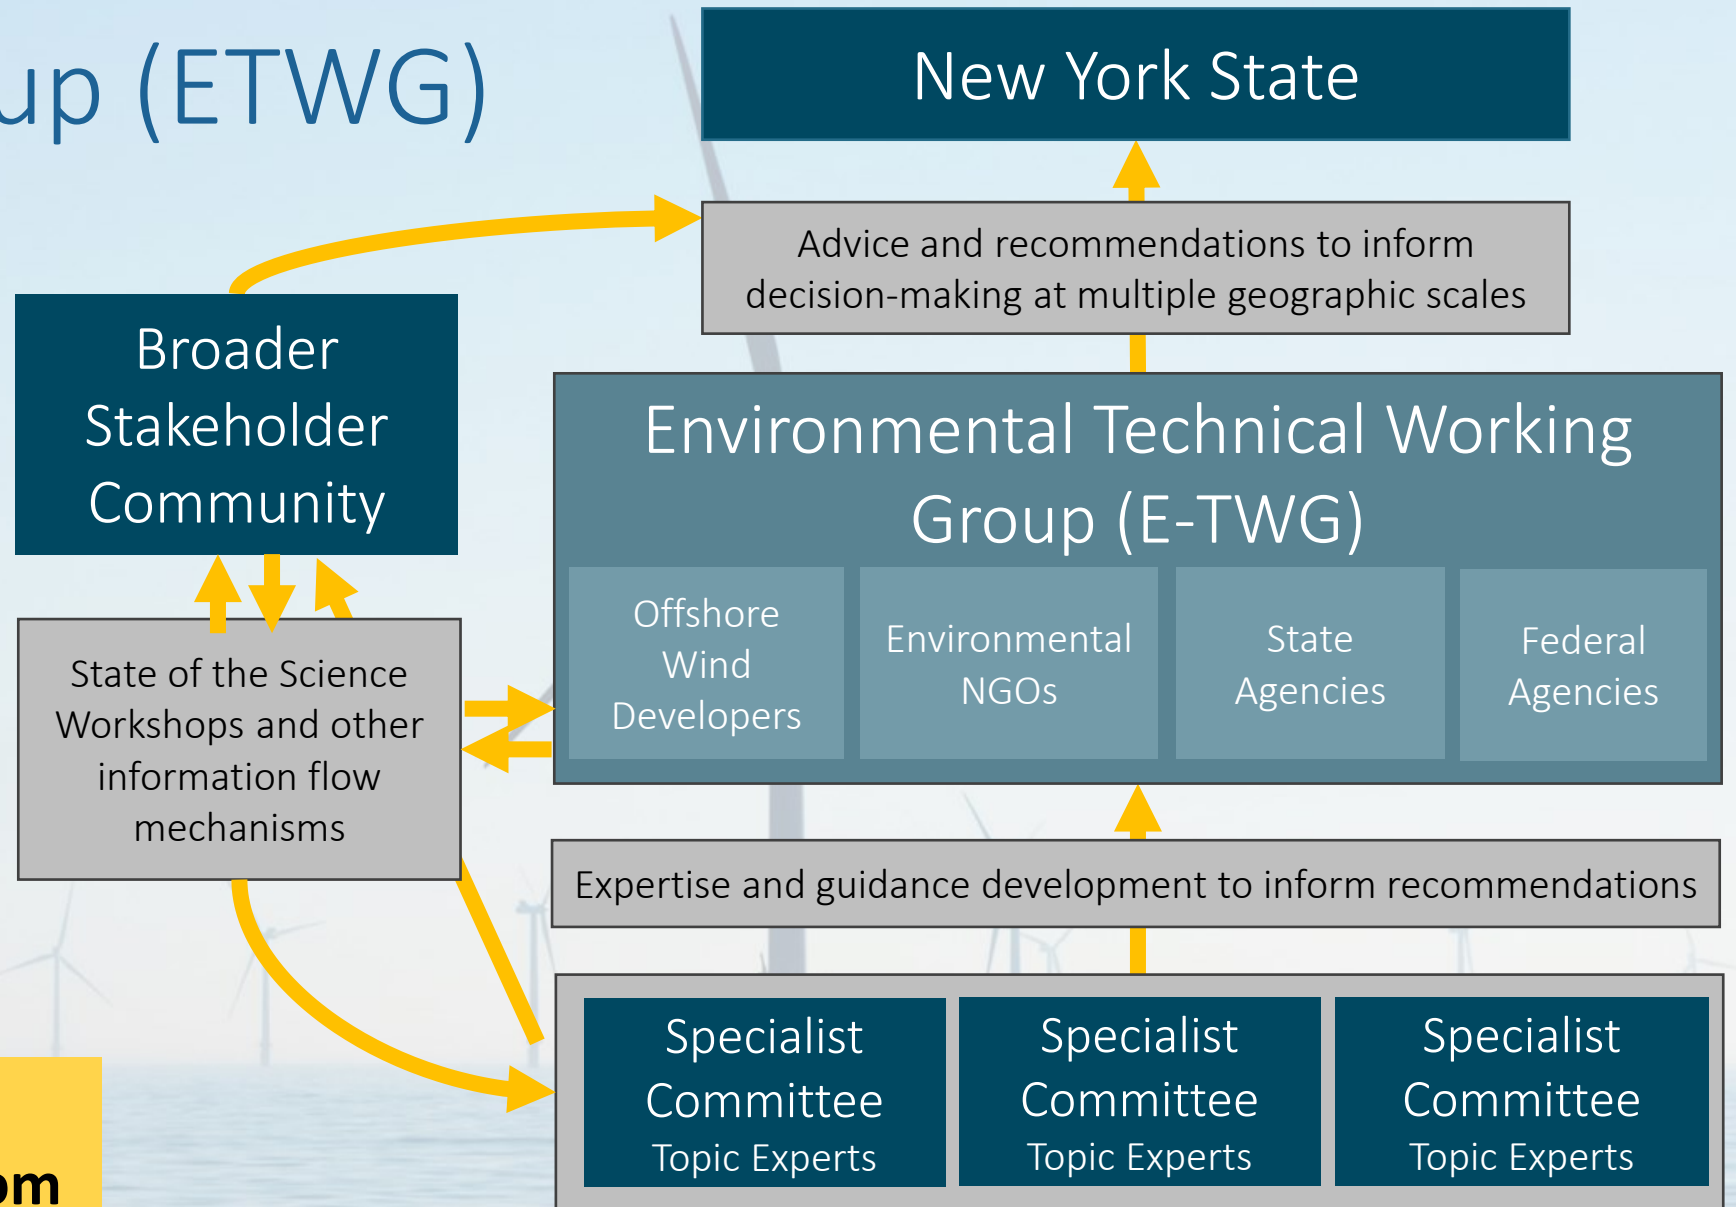 up (ETWG)
New York State
Advice and recommendations to inform
decision-making at multiple geographic scales
Broader
Stakeholder
Community
Environmental Technical Working
Group (E-TWG)
Offshore
Wind
Developers
Environmental
NGOs
State
Agencies
Federal
Agencies
State of the Science
Workshops and other
information flow
mechanisms
Expertise and guidance development to inform recommendations
Specialist
Committee
Topic Experts
Specialist
Committee
Topic Experts
Specialist
Committee
Topic Experts
om